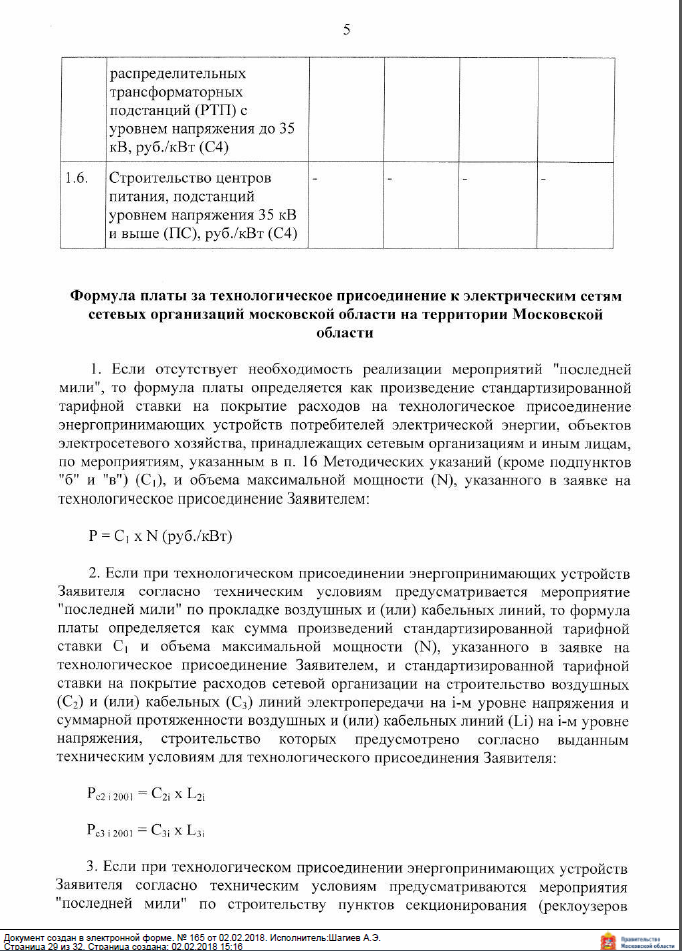 5
распределительных
трансформаторных
подстанций (РТП) с
уровнем напряжения до 35
кВ, руб./кВт (С4)
1.6. Строительство центров - - - -
питания, подстанций
уровнем напряжения 35 кВ
и выше (ПС), руб./кВт (С4)
Формула платы за технологическое присоединение к электрическим сетям
сетевых организаций московской области на территории Московской
области
1. Если отсутствует необходимость реализации мероприятий "последней
мили", то формула платы определяется как произведение стандартизированной
тарифной ставки на покрытие расходов на технологическое присоединение
энергопринимающих устройств потребителей электрической энергии, объектов
электросетевого хозяйства, принадлежащих сетевым организациям и иным лицам,
по мероприятиям, указанным в п. 16 Методических указаний (кроме подпунктов
"б" и "в") (С₁), и объема максимальной мощности (N), указанного в заявке на
технологическое присоединение Заявителем:
Р = С₁ х N (руб./кВт)
2. Если при технологическом присоединении энергопринимающих устройств
Заявителя согласно техническим условиям предусматривается мероприятие
"последней мили" по прокладке воздушных и (или) кабельных линий, то формула
платы определяется как сумма произведений стандартизированной тарифной
ставки С₁ и объема максимальной мощности (N), указанного в заявке на
технологическое присоединение Заявителем, и стандартизированной тарифной
ставки на покрытие расходов сетевой организации на строительство воздушных
(С₂) и (или) кабельных (С₃) линий электропередачи на i-м уровне напряжения и
суммарной протяженности воздушных и (или) кабельных линий (Li) на i-м уровне
напряжения, строительство которых предусмотрено согласно выданным
техническим условиям для технологического присоединения Заявителя:
Рс2 i 2001 = С2i х L2i
Рс3 i 2001 = С3i х L3i
3. Если при технологическом присоединении энергопринимающих устройств
Заявителя согласно техническим условиям предусматриваются мероприятия
"последней мили" по строительству пунктов секционирования (реклоузеров
Документ создан в электронной форме. № 165 от 02.02.2018. Исполнитель:Шагиев А.Э.
Страница 29 из 32. Страница создана: 02.02.2018 15:16
Правительство
Московской области